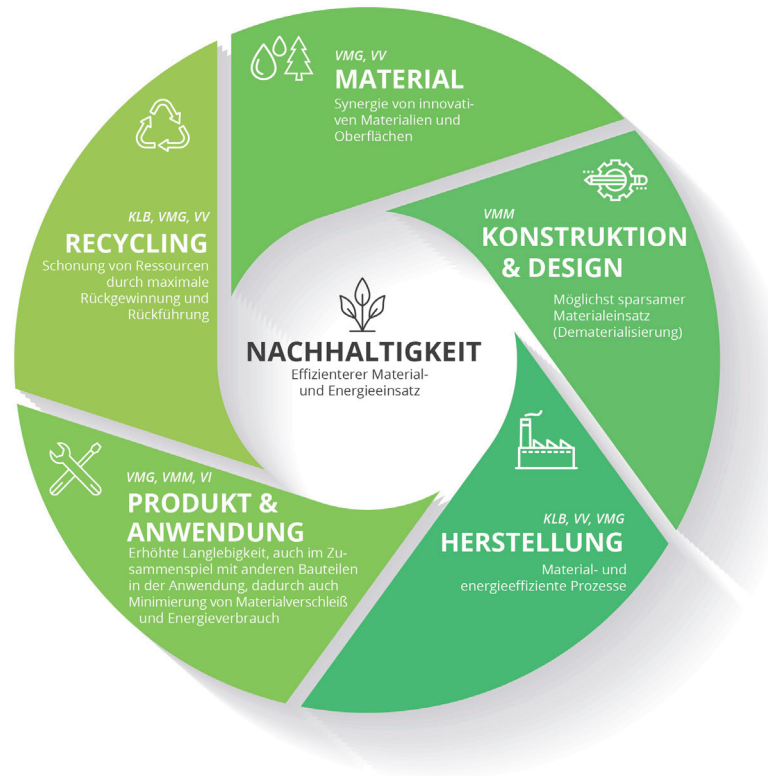 VMG, VV
MATERIAL
Synergie von innovati-
ven Materialien und
Oberflächen
VMM
KONSTRUKTION
& DESIGN
Möglichst sparsamer
Materialeinsatz
(Dematerialisierung)
KLB, VV, VMG
HERSTELLUNG
Material- und
energieeffiziente Prozesse
VMG, VMM, VI
PRODUKT &
ANWENDUNG
Erhöhte Langlebigkeit, auch im Zu-
sammenspiel mit anderen Bauteilen
in der Anwendung, dadurch auch
Minimierung von Materialverschleiß
und Energieverbrauch
KLB, VMG, VV
RECYCLING
Schonung von Ressourcen
durch maximale
Rückgewinnung und
Rückführung
NACHHALTIGKEIT
Effizienterer Material-
und Energieeinsatz